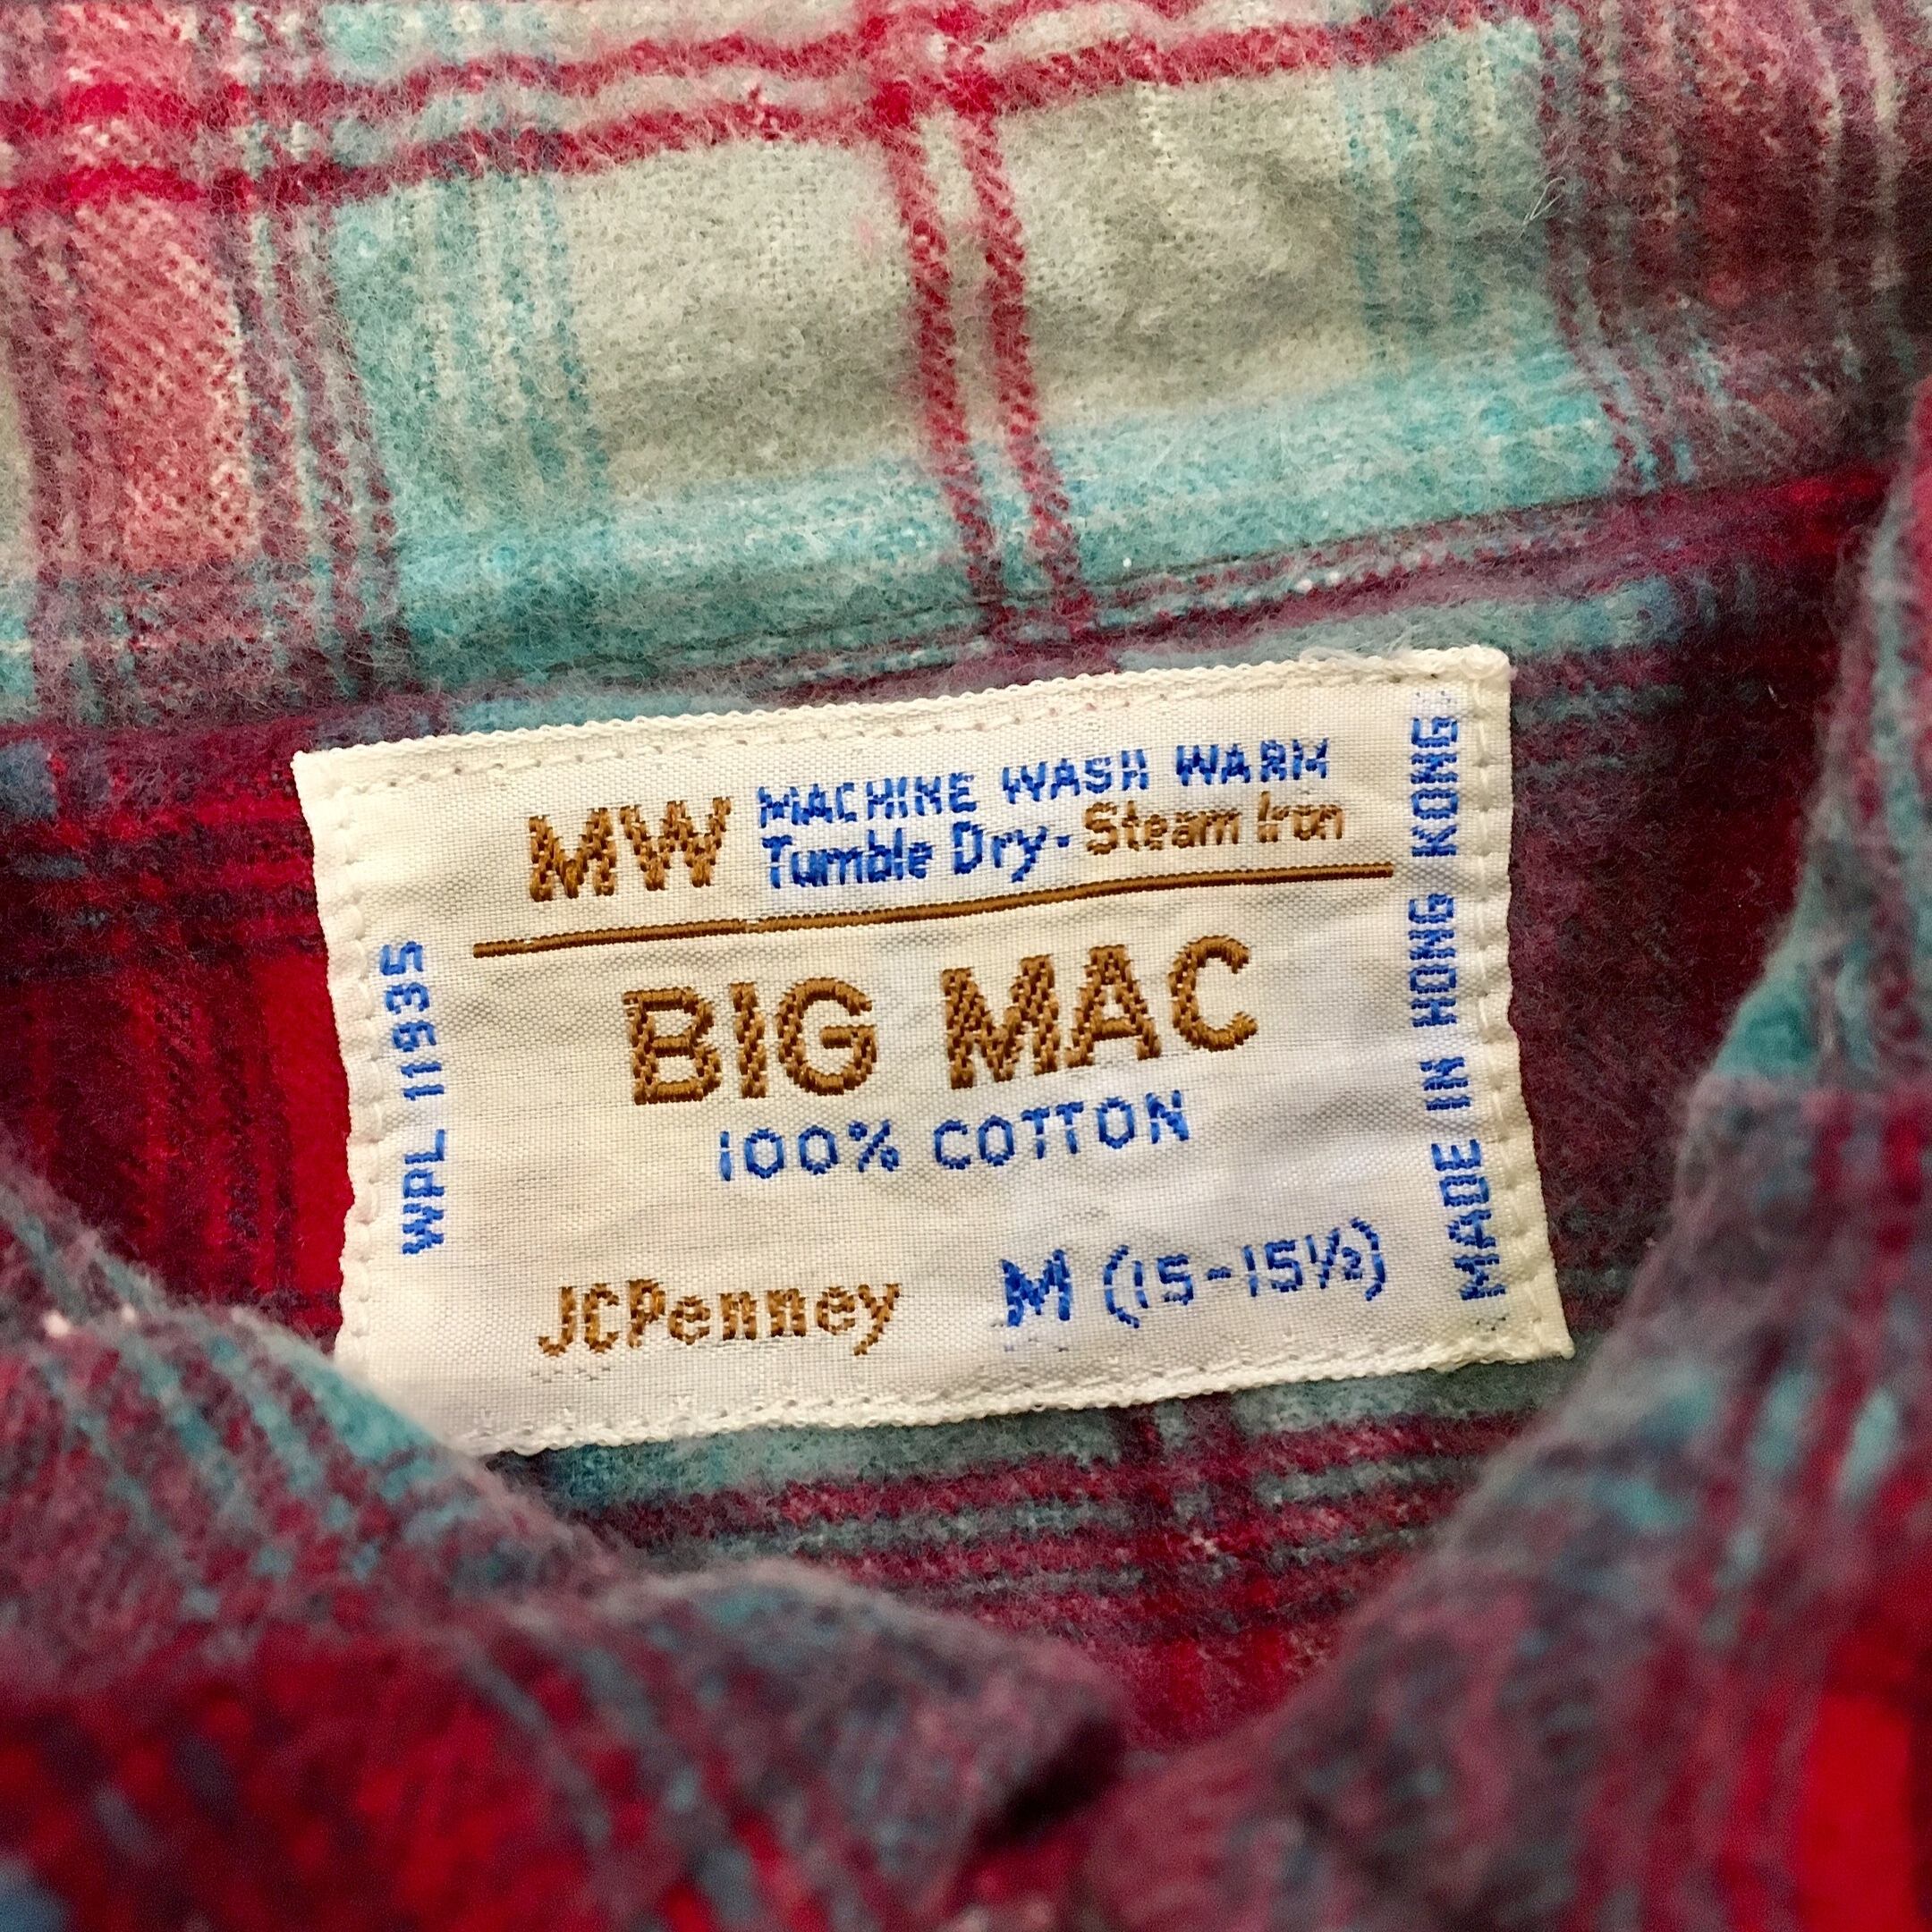 MW
MACHINE WASH WARM
Tumble Dry · Steam Iron
BIG MAC
100% COTTON
JCPenney M (15-15½)
WPL 11935
MADE IN HONG KONG